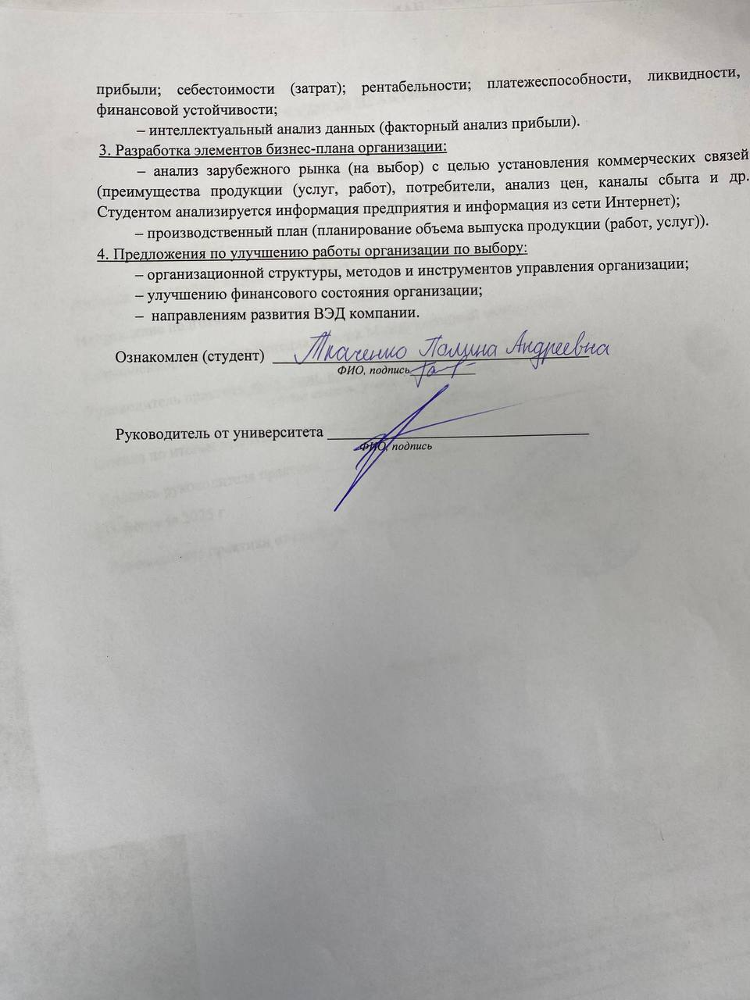 прибыли; себестоимости (затрат); рентабельности; платежеспособности, ликвидности,
финансовой устойчивости;
– интеллектуальный анализ данных (факторный анализ прибыли).
3. Разработка элементов бизнес-плана организации:
– анализ зарубежного рынка (на выбор) с целью установления коммерческих связей
(преимущества продукции (услуг, работ), потребители, анализ цен, каналы сбыта и др.
Студентом анализируется информация предприятия и информация из сети Интернет);
– производственный план (планирование объема выпуска продукции (работ, услуг)).
4. Предложения по улучшению работы организации по выбору:
– организационной структуры, методов и инструментов управления организации;
– улучшению финансового состояния организации;
– направлениям развития ВЭД компании.
Ознакомлен (студент) Ткаченко Полина Андреевна
ФИО, подпись
Руководитель от университета
ФИО, подпись